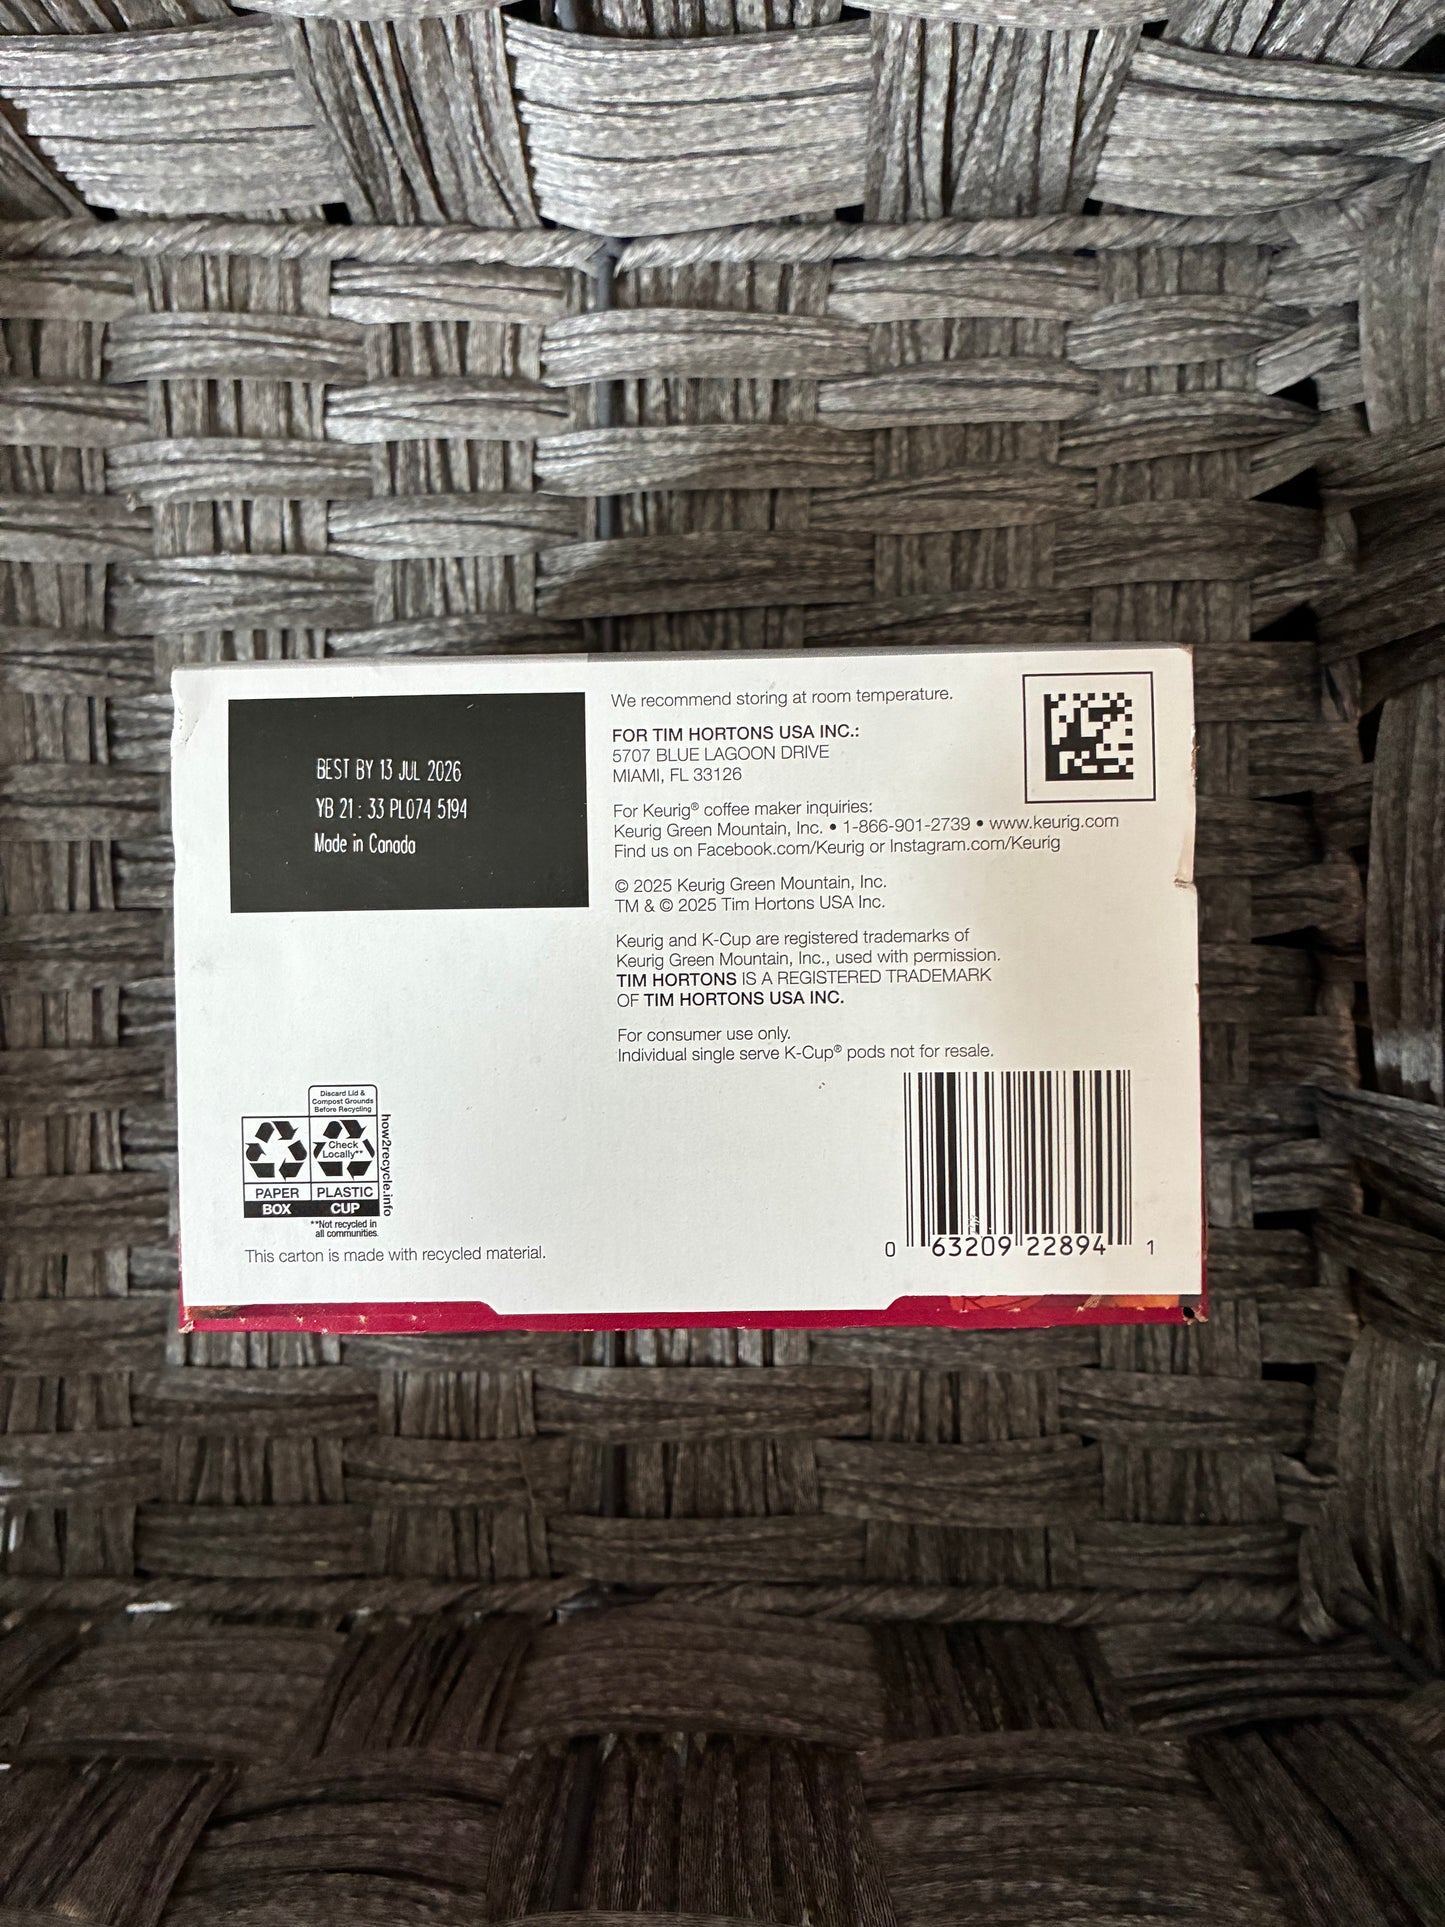 BEST BY 13 JUL 2026
YB 21 : 33 PL074 5194
Made in Canada
We recommend storing at room temperature.
FOR TIM HORTONS USA INC.:
5707 BLUE LAGOON DRIVE
MIAMI, FL 33126
For Keurig® coffee maker inquiries:
Keurig Green Mountain, Inc. • 1-866-901-2739 • www.keurig.com
Find us on Facebook.com/Keurig or Instagram.com/Keurig
© 2025 Keurig Green Mountain, Inc.
TM & © 2025 Tim Hortons USA Inc.
Keurig and K-Cup are registered trademarks of
Keurig Green Mountain, Inc., used with permission.
TIM HORTONS IS A REGISTERED TRADEMARK
OF TIM HORTONS USA INC.
For consumer use only.
Individual single serve K-Cup® pods not for resale.
Discard Lid &
Compost Grounds
Before Recycling
Check
Locally**
PAPER
BOX
PLASTIC
CUP
how2recycle.info
**Not recycled in
all communities.
This carton is made with recycled material.
0 63209 22894 1